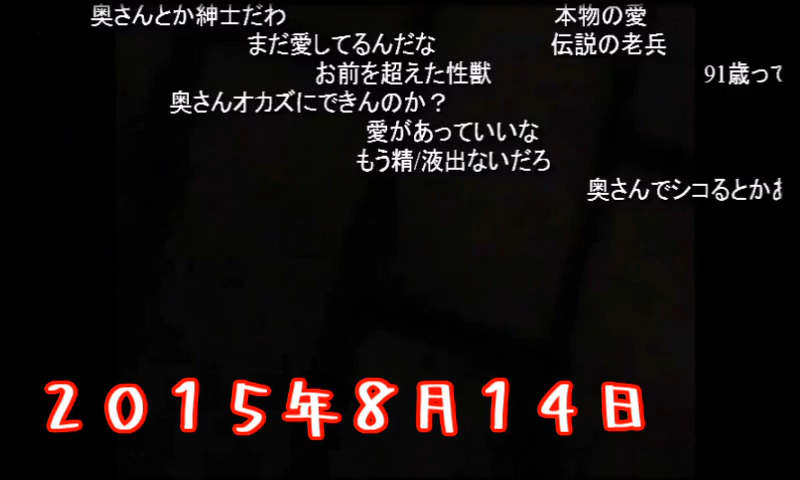 奥さんとか紳士だわ
本物の愛
まだ愛してるんだな
伝説の老兵
お前を超えた性獣
91歳って
奥さんオカズにできんのか？
愛があっていいな
もう精/液出ないだろ
奥さんでシコるとかあ
２０１５年８月１４日